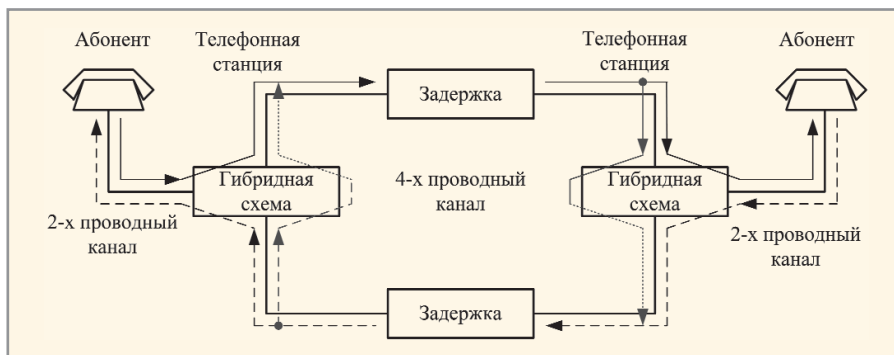 Абонент
Телефонная
станция
Задержка
Телефонная
станция
Абонент
Гибридная
схема
4-х проводный
канал
Гибридная
схема
2-х проводный
канал
2-х проводный
канал
Задержка